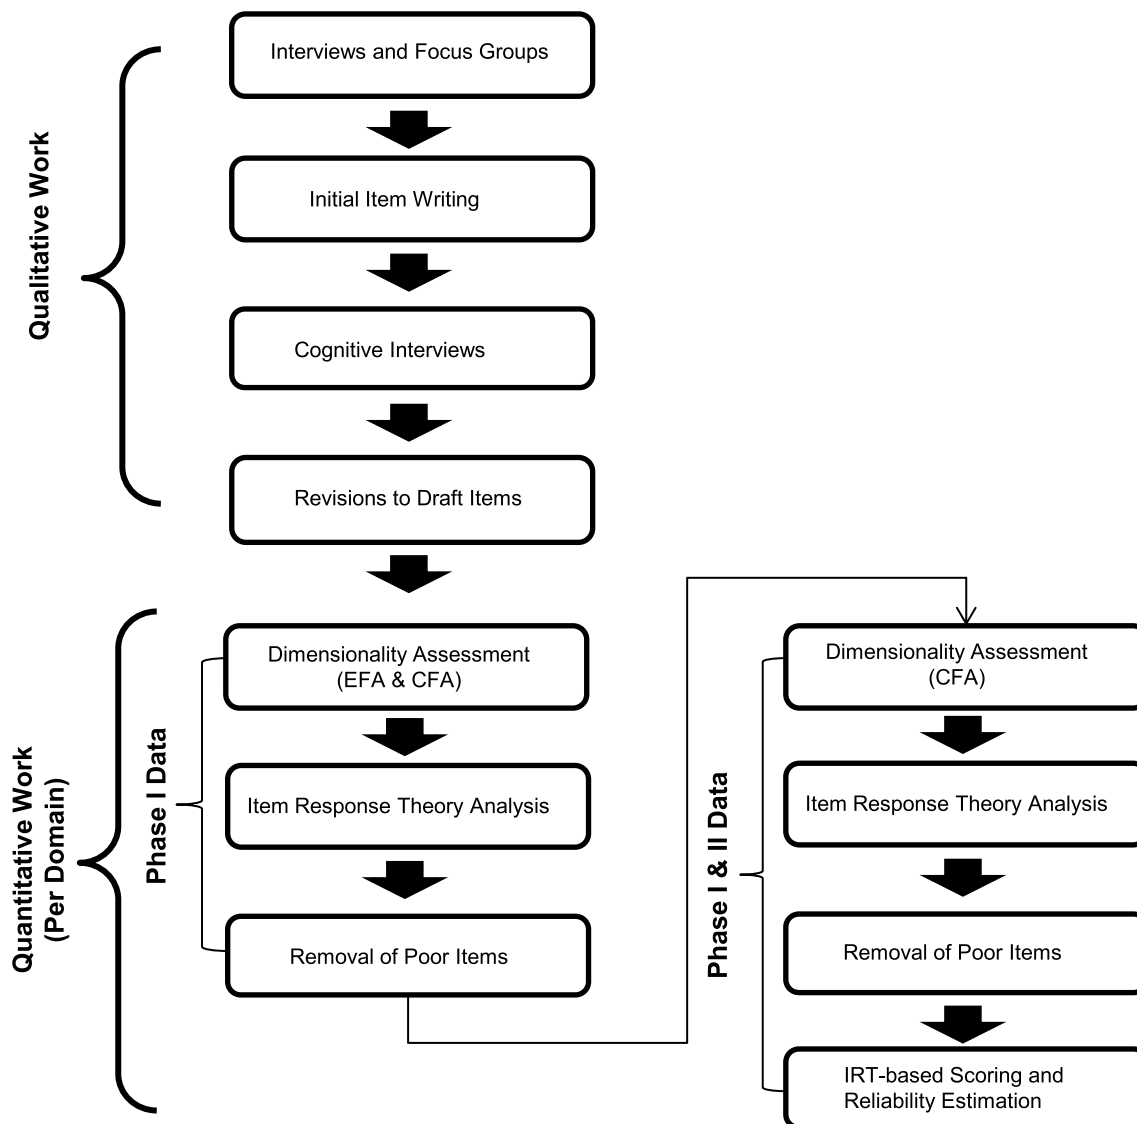 Qualitative Work
Interviews and Focus Groups
Initial Item Writing
Cognitive Interviews
Revisions to Draft Items
Quantitative Work
(Per Domain)
Phase I Data
Dimensionality Assessment
(EFA & CFA)
Item Response Theory Analysis
Removal of Poor Items
Phase I & II Data
Dimensionality Assessment
(CFA)
Item Response Theory Analysis
Removal of Poor Items
IRT-based Scoring and
Reliability Estimation